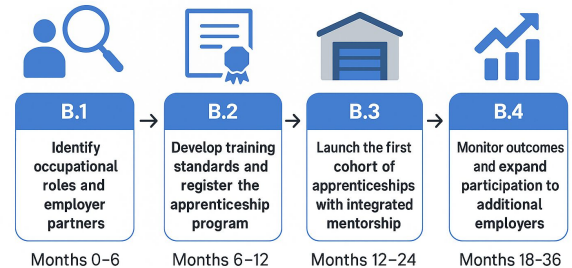 B.1
Identify
occupational
roles and
employer
partners
Months 0–6
B.2
Develop training
standards and
register the
apprenticeship
program
Months 6–12
B.3
Launch the first
cohort of
apprenticeships
with integrated
mentorship
Months 12–24
B.4
Monitor outcomes
and expand
participation to
additional
employers
Months 18-36